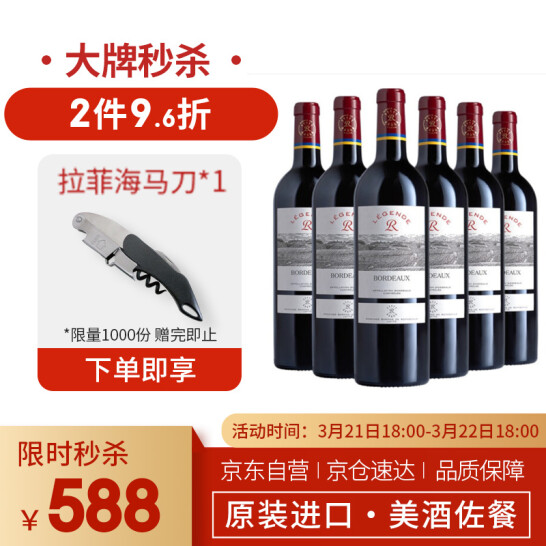 · 大牌秒杀 ·
2件9.6折
拉菲海马刀*1
*限量1000份 赠完即止
下单即享
LÉGENDE
R
BORDEAUX
限时秒杀
¥588
活动时间：3月21日18:00-3月22日18:00
京东自营 | 京仓速达 | 品质保障
原装进口·美酒佐餐